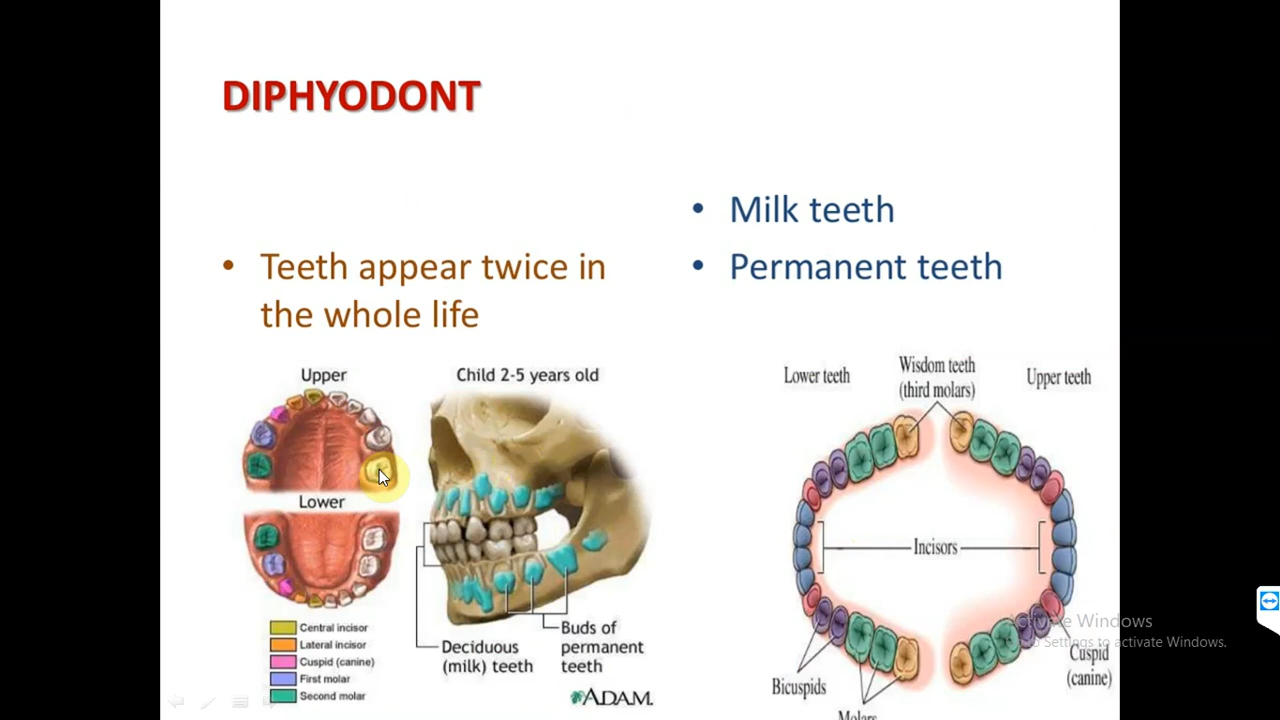 DIPHYODONT
• Teeth appear twice in
the whole life
• Milk teeth
• Permanent teeth
Upper
Lower
Central incisor
Lateral incisor
Cuspid (canine)
First molar
Second molar
Child 2-5 years old
Deciduous
(milk) teeth
Buds of
permanent
teeth
ADAM.
Lower teeth
Wisdom teeth
(third molars)
Upper teeth
Incisors
Bicuspids
Molars
Cuspid
(canine)
Activate Windows
Settings to activate Windows.